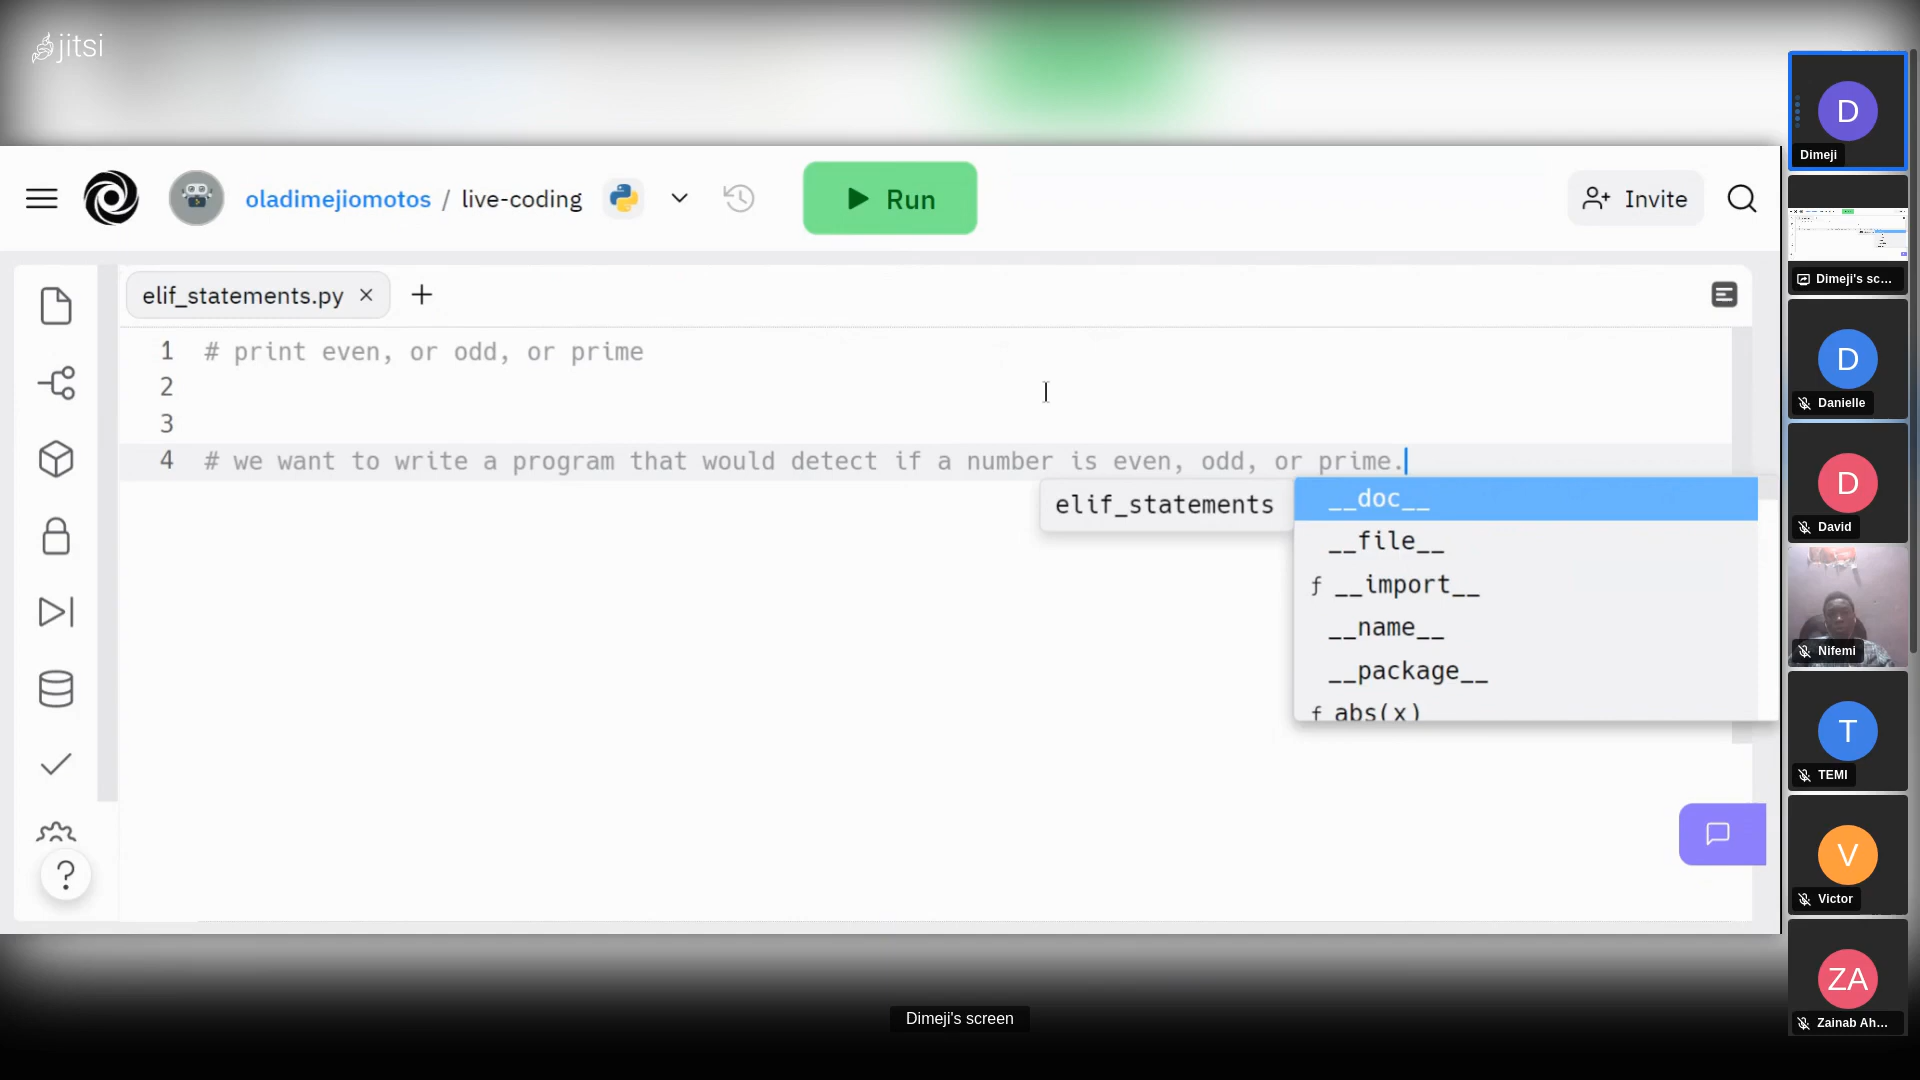 jitsi
oladimejiomotos / live-coding
Run
Invite
elif_statements.py × +
1 # print even, or odd, or prime
2
3
4 # we want to write a program that would detect if a number is even, odd, or prime.
elif_statements
__doc__
__file__
ƒ __import__
__name__
__package__
ƒ abs(x)
?
Dimeji's screen
D
Dimeji
Dimeji's sc...
D
Danielle
D
David
Nifemi
T
TEMI
V
Victor
ZA
Zainab Ah...